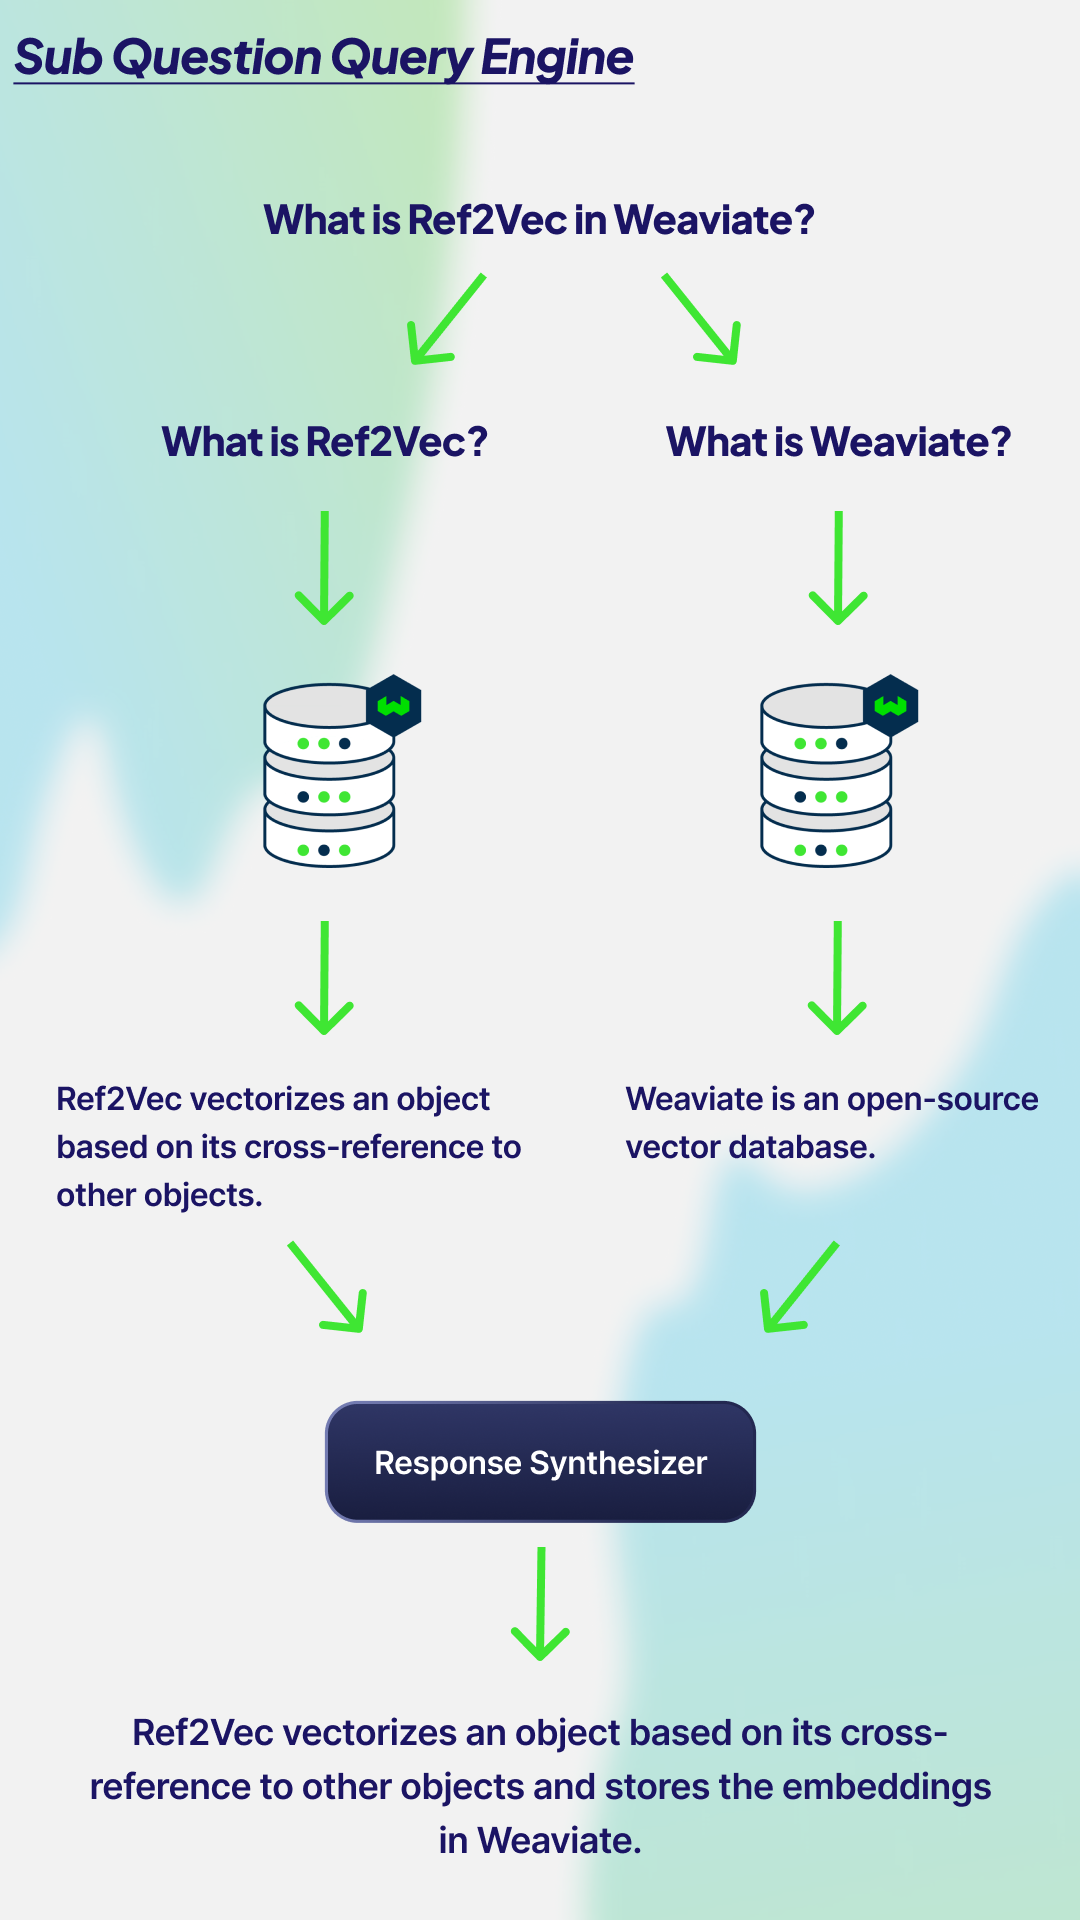 Sub Question Query Engine
What is Ref2Vec in Weaviate?
What is Ref2Vec?
What is Weaviate?
Ref2Vec vectorizes an object
based on its cross-reference to
other objects.
Weaviate is an open-source
vector database.
Response Synthesizer
Ref2Vec vectorizes an object based on its cross-
reference to other objects and stores the embeddings
in Weaviate.